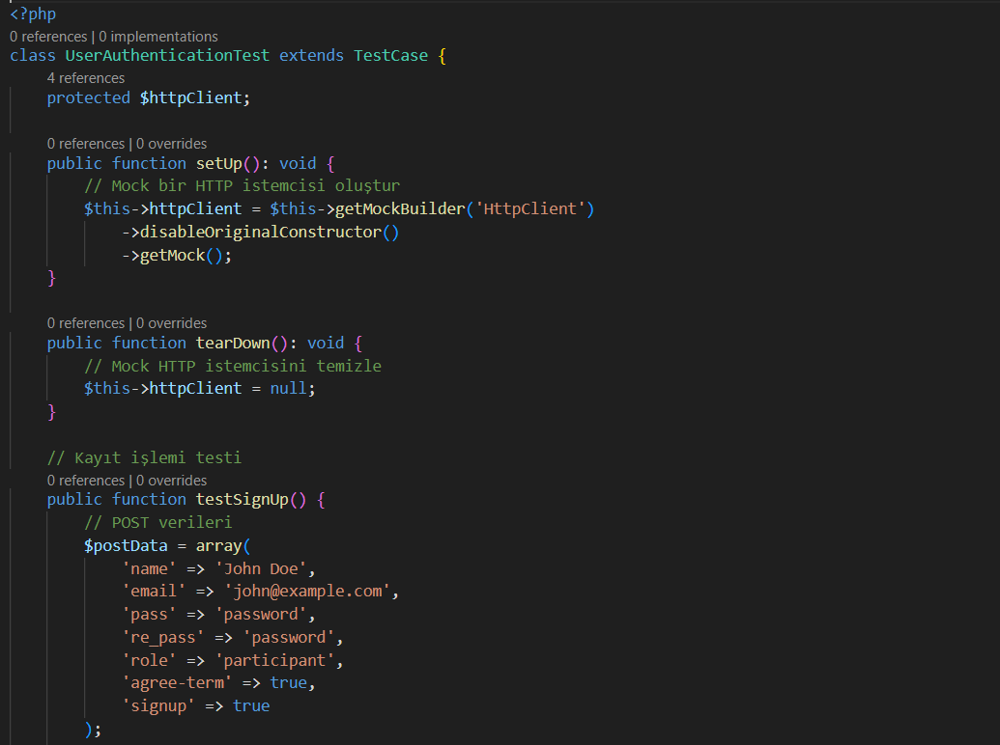 <?php
0 references | 0 implementations
class UserAuthenticationTest extends TestCase {
4 references
protected $httpClient;
0 references | 0 overrides
public function setUp(): void {
// Mock bir HTTP istemcisi oluştur
$this->httpClient = $this->getMockBuilder('HttpClient')
->disableOriginalConstructor()
->getMock();
}
0 references | 0 overrides
public function tearDown(): void {
// Mock HTTP istemcisini temizle
$this->httpClient = null;
}
// Kayıt işlemi testi
0 references | 0 overrides
public function testSignUp() {
// POST verileri
$postData = array(
'name' => 'John Doe',
'email' => 'john@example.com',
'pass' => 'password',
're_pass' => 'password',
'role' => 'participant',
'agree-term' => true,
'signup' => true
);